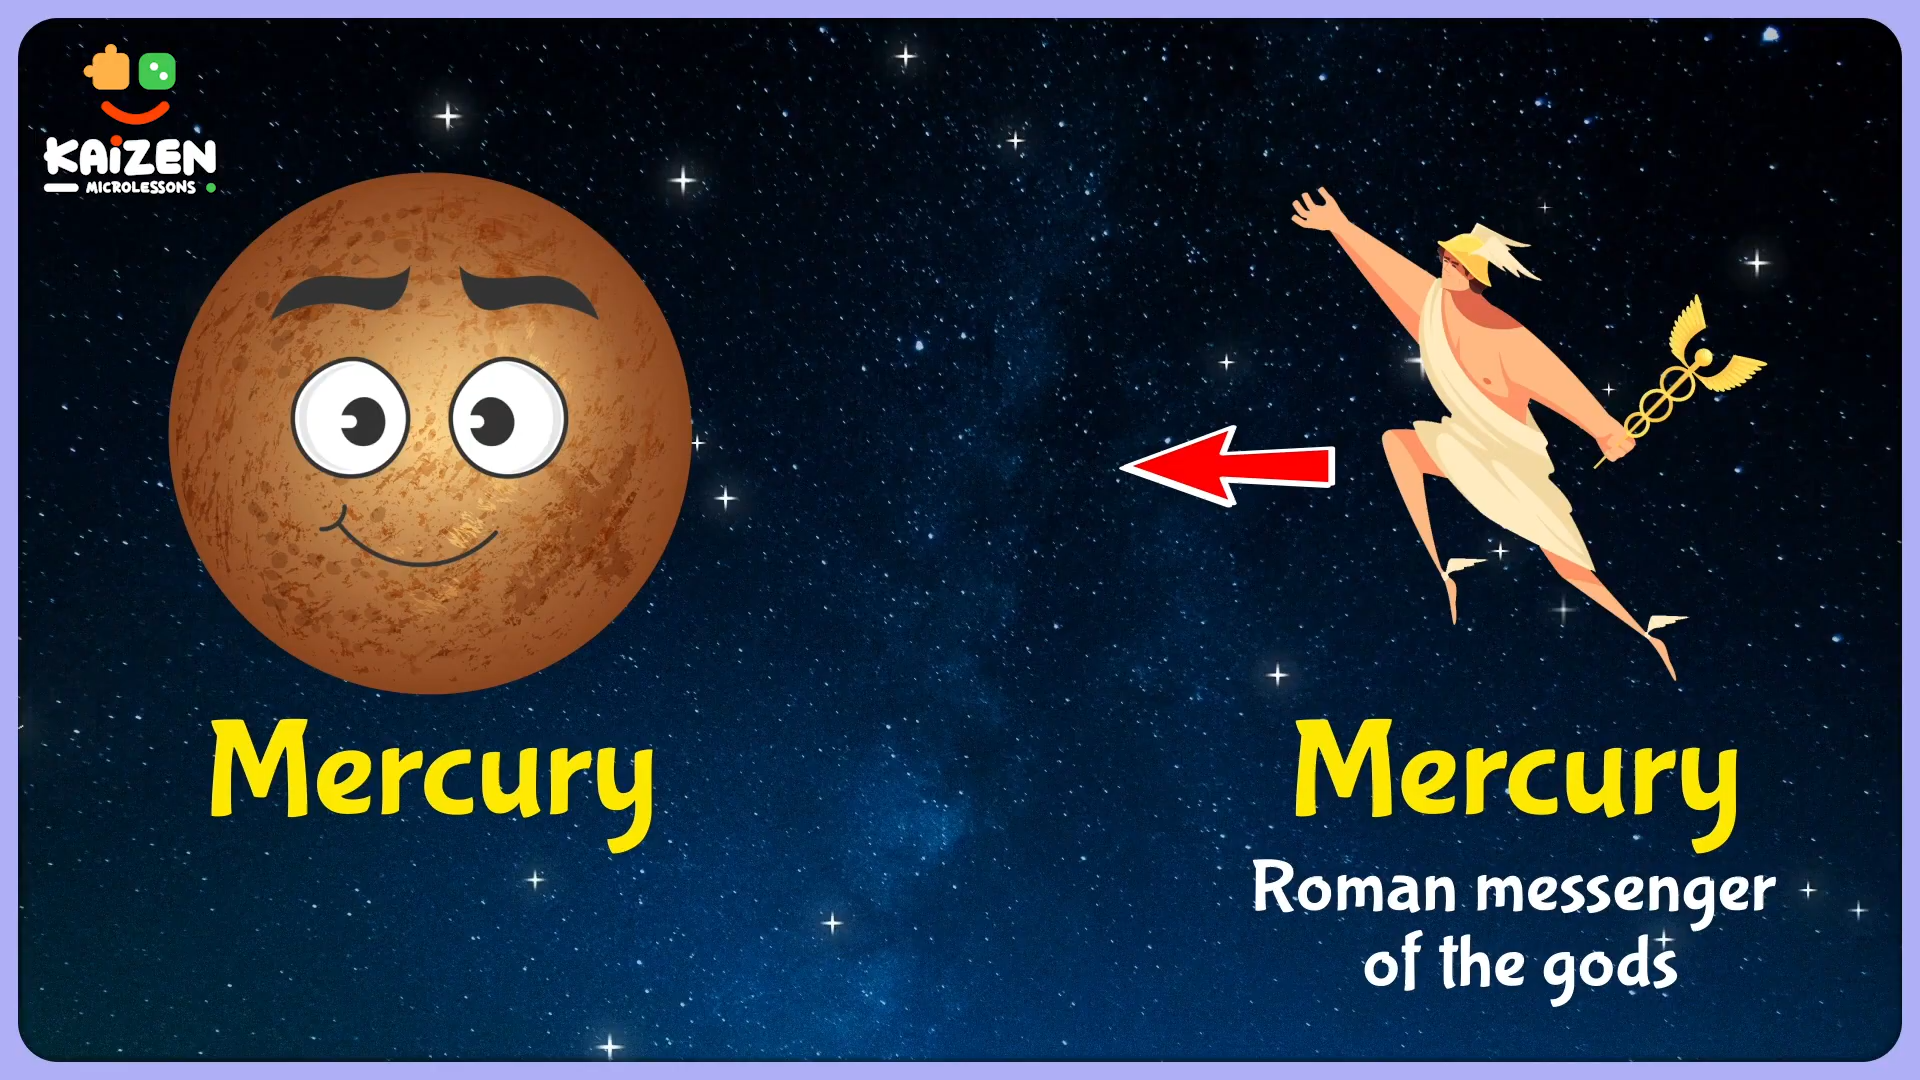 KAiZEN
MICROLESSONS
Mercury
Mercury
Roman messenger
of the gods